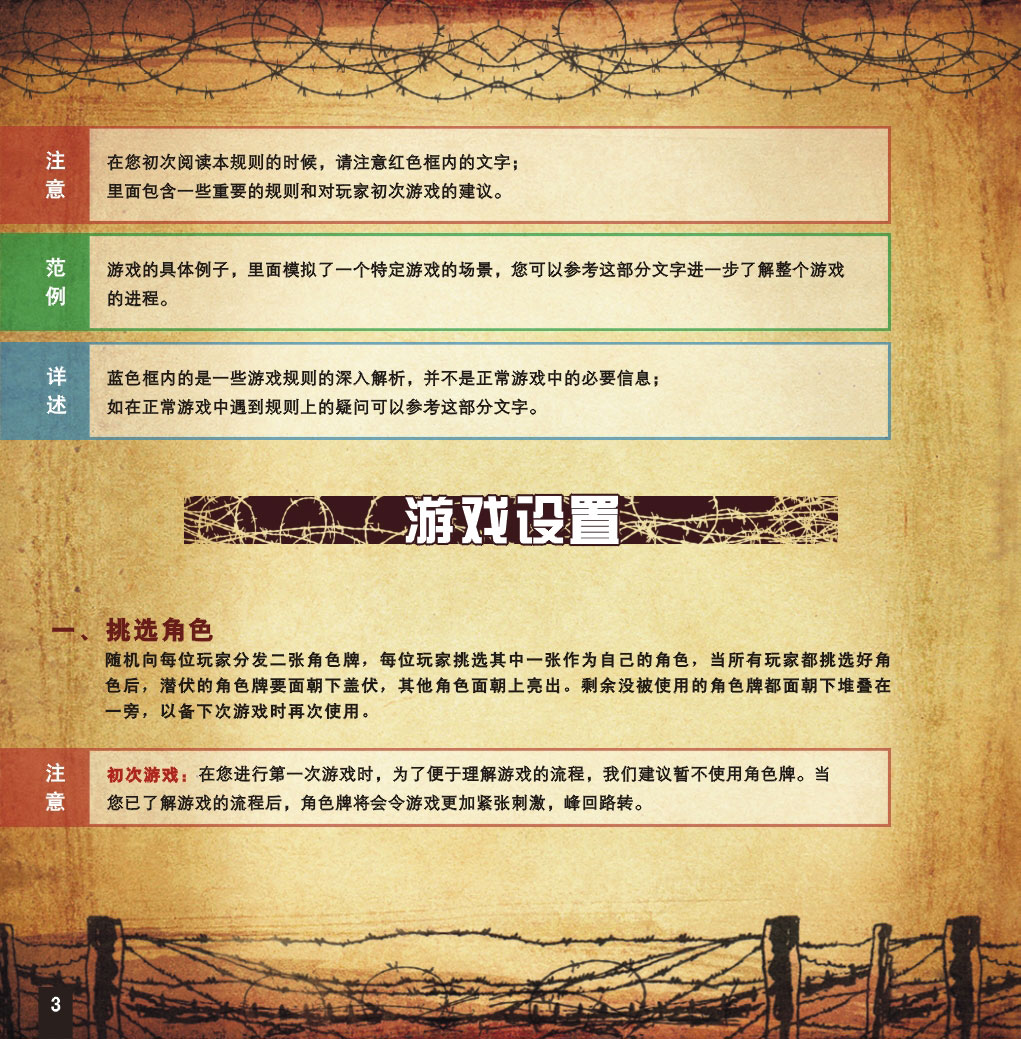 注意
在您初次阅读本规则的时候，请注意红色框内的文字；
里面包含一些重要的规则和对玩家初次游戏的建议。
范例
游戏的具体例子，里面模拟了一个特定游戏的场景，您可以参考这部分文字进一步了解整个游戏
的进程。
详述
蓝色框内的是一些游戏规则的深入解析，并不是正常游戏中的必要信息；
如在正常游戏中遇到规则上的疑问可以参考这部分文字。
游戏设置
一、挑选角色
随机向每位玩家分发二张角色牌，每位玩家挑选其中一张作为自己的角色，当所有玩家都挑选好角
色后，潜伏的角色牌要面朝下盖伏，其他角色面朝上亮出。剩余没被使用的角色牌都面朝下堆叠在
一旁，以备下次游戏时再次使用。
注意
初次游戏：在您进行第一次游戏时，为了便于理解游戏的流程，我们建议暂不使用角色牌。当
您已了解游戏的流程后，角色牌将会令游戏更加紧张刺激，峰回路转。
3